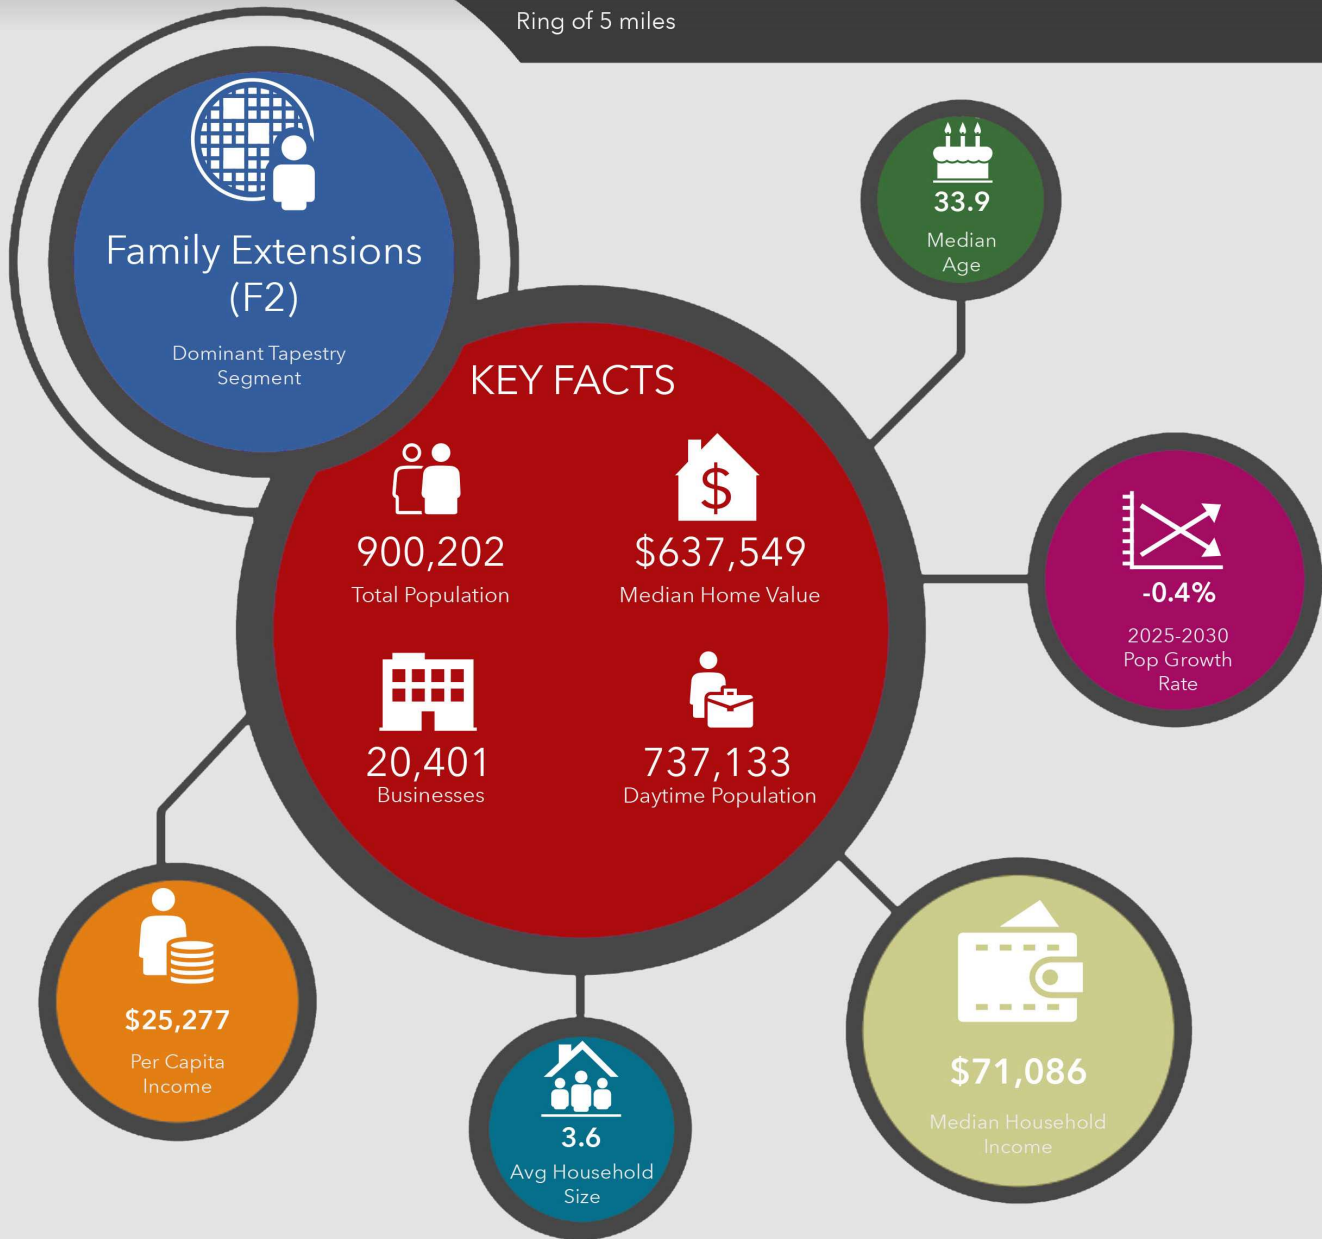 Ring of 5 miles
Family Extensions
(F2)
Dominant Tapestry
Segment
33.9
Median
Age
KEY FACTS
900,202
Total Population
$
$637,549
Median Home Value
20,401
Businesses
737,133
Daytime Population
-0.4%
2025-2030
Pop Growth
Rate
$25,277
Per Capita
Income
3.6
Avg Household
Size
$71,086
Median Household
Income